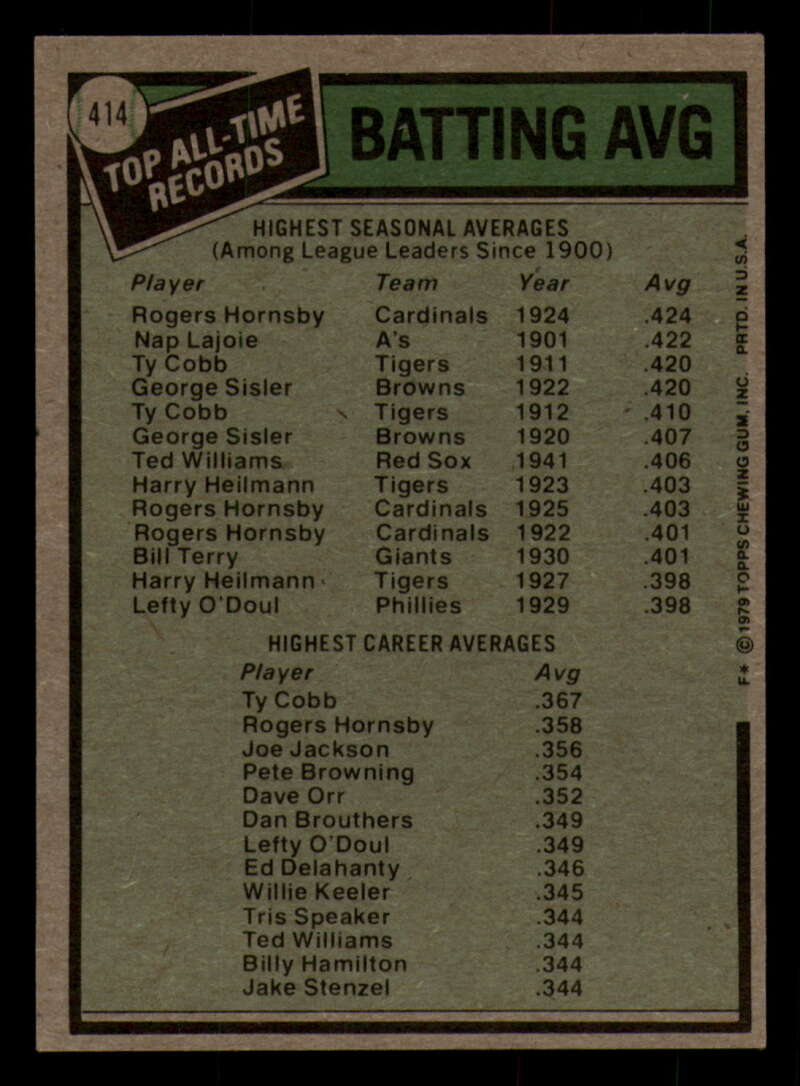 414
TOP ALL-TIME
RECORDS
BATTING AVG
HIGHEST SEASONAL AVERAGES
(Among League Leaders Since 1900)
Player Team Year Avg
Rogers Hornsby Cardinals 1924 .424
Nap Lajoie A's 1901 .422
Ty Cobb Tigers 1911 .420
George Sisler Browns 1922 .420
Ty Cobb Tigers 1912 .410
George Sisler Browns 1920 .407
Ted Williams Red Sox 1941 .406
Harry Heilmann Tigers 1923 .403
Rogers Hornsby Cardinals 1925 .403
Rogers Hornsby Cardinals 1922 .401
Bill Terry Giants 1930 .401
Harry Heilmann Tigers 1927 .398
Lefty O'Doul Phillies 1929 .398
HIGHEST CAREER AVERAGES
Player Avg
Ty Cobb .367
Rogers Hornsby .358
Joe Jackson .356
Pete Browning .354
Dave Orr .352
Dan Brouthers .349
Lefty O'Doul .349
Ed Delahanty .346
Willie Keeler .345
Tris Speaker .344
Ted Williams .344
Billy Hamilton .344
Jake Stenzel .344
F* © 1979 TOPPS CHEWING GUM, INC. PRTD. IN U.S.A.